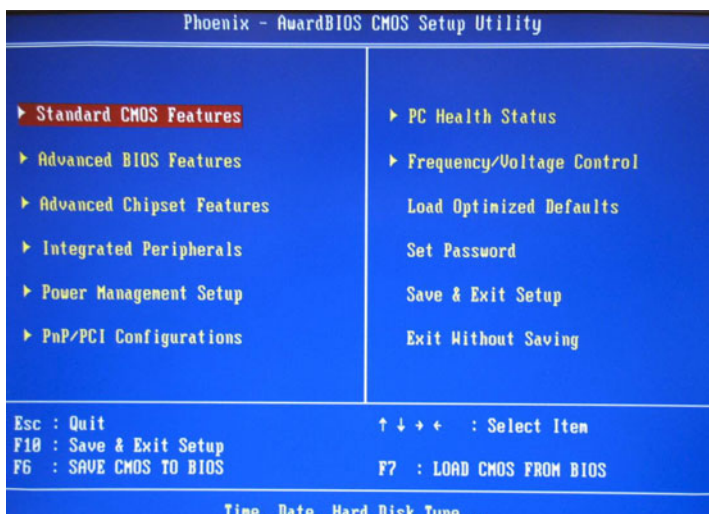 Phoenix - AwardBIOS CMOS Setup Utility
Standard CMOS Features
Advanced BIOS Features
Advanced Chipset Features
Integrated Peripherals
Power Management Setup
PnP/PCI Configurations
PC Health Status
Frequency/Voltage Control
Load Optimized Defaults
Set Password
Save & Exit Setup
Exit Without Saving
Esc : Quit
F10 : Save & Exit Setup
F6 : SAVE CMOS TO BIOS
↑ ↓ → ← : Select Item
F7 : LOAD CMOS FROM BIOS
Time, Date, Hard Disk Type